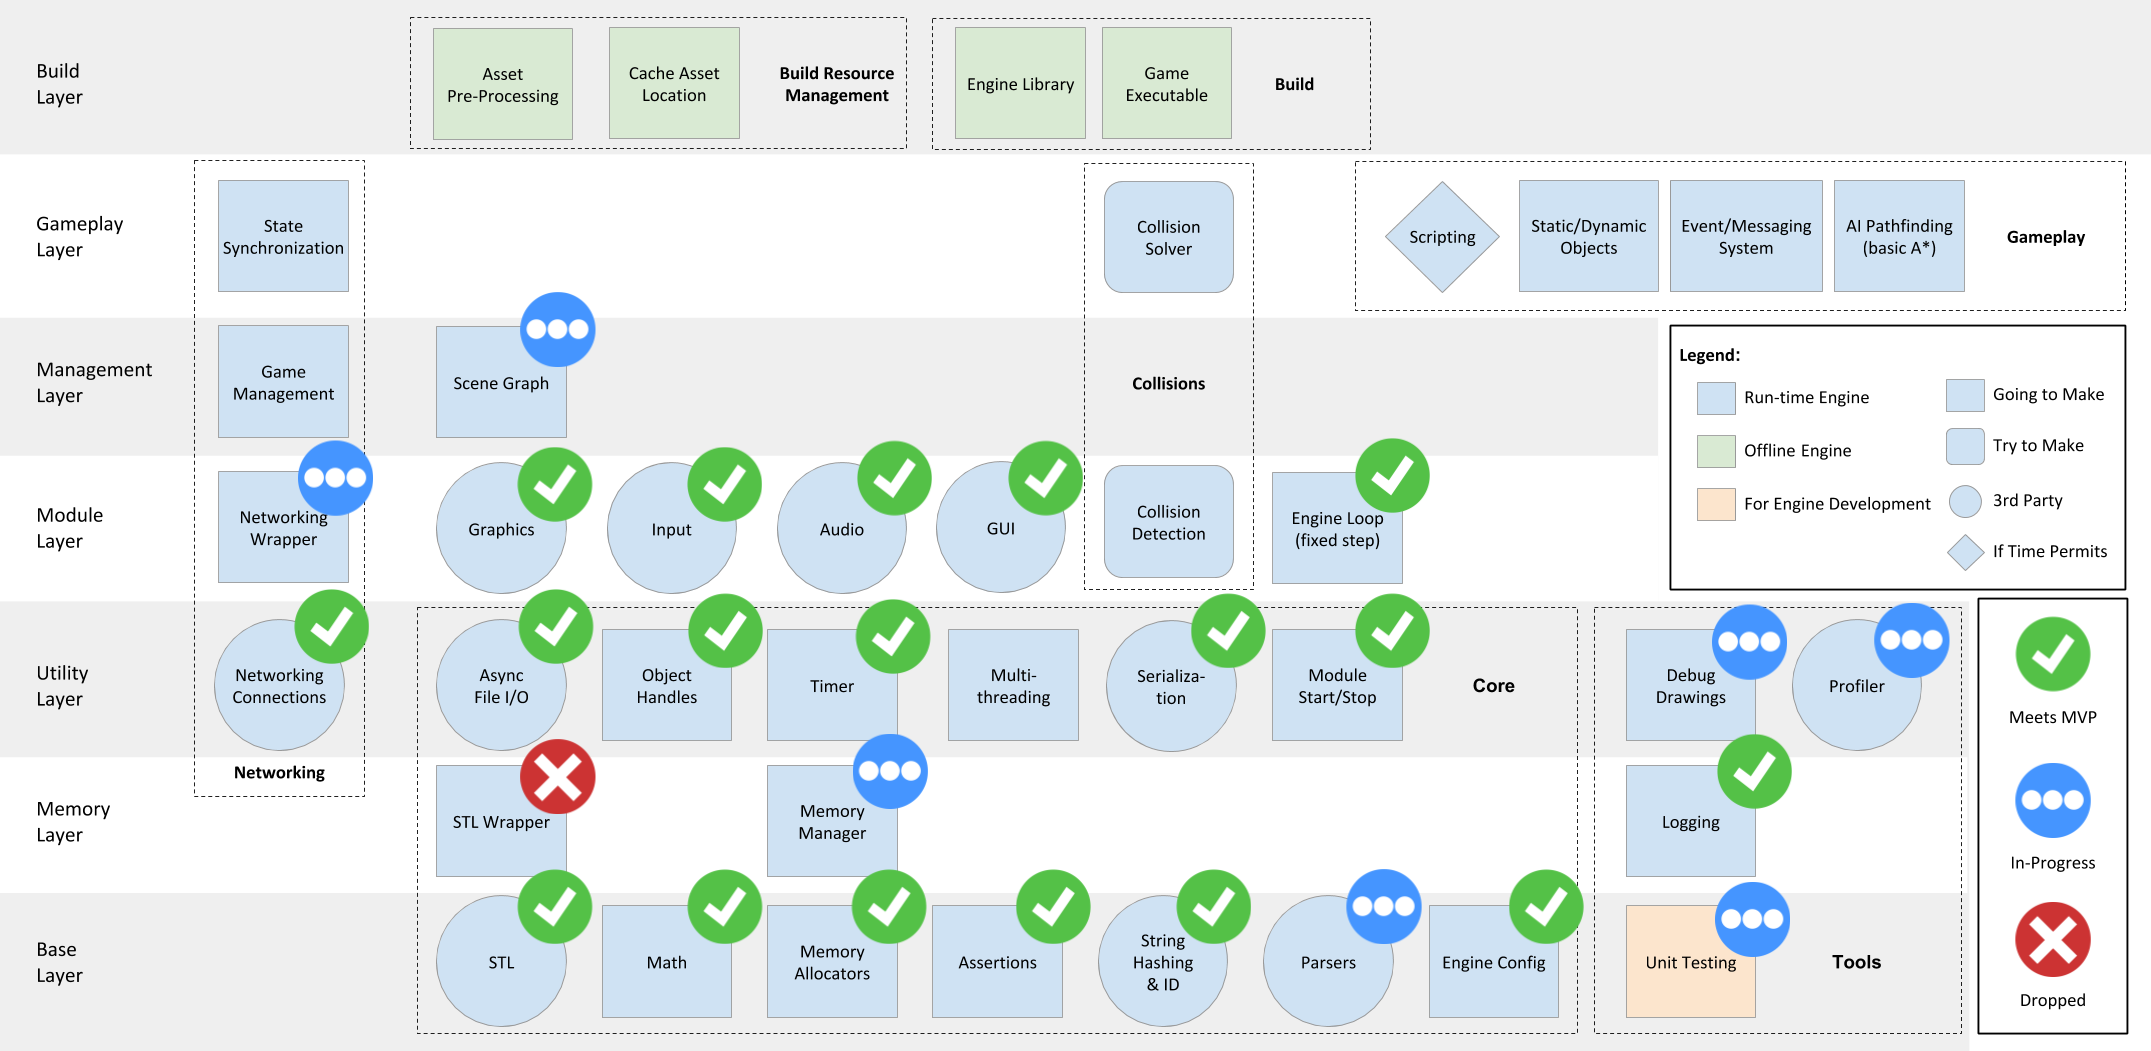 Build
Layer
Asset
Pre-Processing
Cache Asset
Location
Build Resource
Management
Engine Library
Game
Executable
Build
Gameplay
Layer
State
Synchronization
Collision
Solver
Scripting
Static/Dynamic
Objects
Event/Messaging
System
AI Pathfinding
(basic A*)
Gameplay
Management
Layer
Game
Management
Scene Graph
Collisions
Legend:
Run-time Engine
Going to Make
Offline Engine
Try to Make
For Engine Development
3rd Party
If Time Permits
Module
Layer
Networking
Wrapper
Graphics
Input
Audio
GUI
Collision
Detection
Engine Loop
(fixed step)
Utility
Layer
Networking
Connections
Async
File I/O
Object
Handles
Timer
Multi-
threading
Serializa-
tion
Module
Start/Stop
Core
Debug
Drawings
Profiler
Meets MVP
Networking
Memory
Layer
STL Wrapper
Memory
Manager
Logging
In-Progress
Base
Layer
STL
Math
Memory
Allocators
Assertions
String
Hashing
& ID
Parsers
Engine Config
Unit Testing
Tools
Dropped